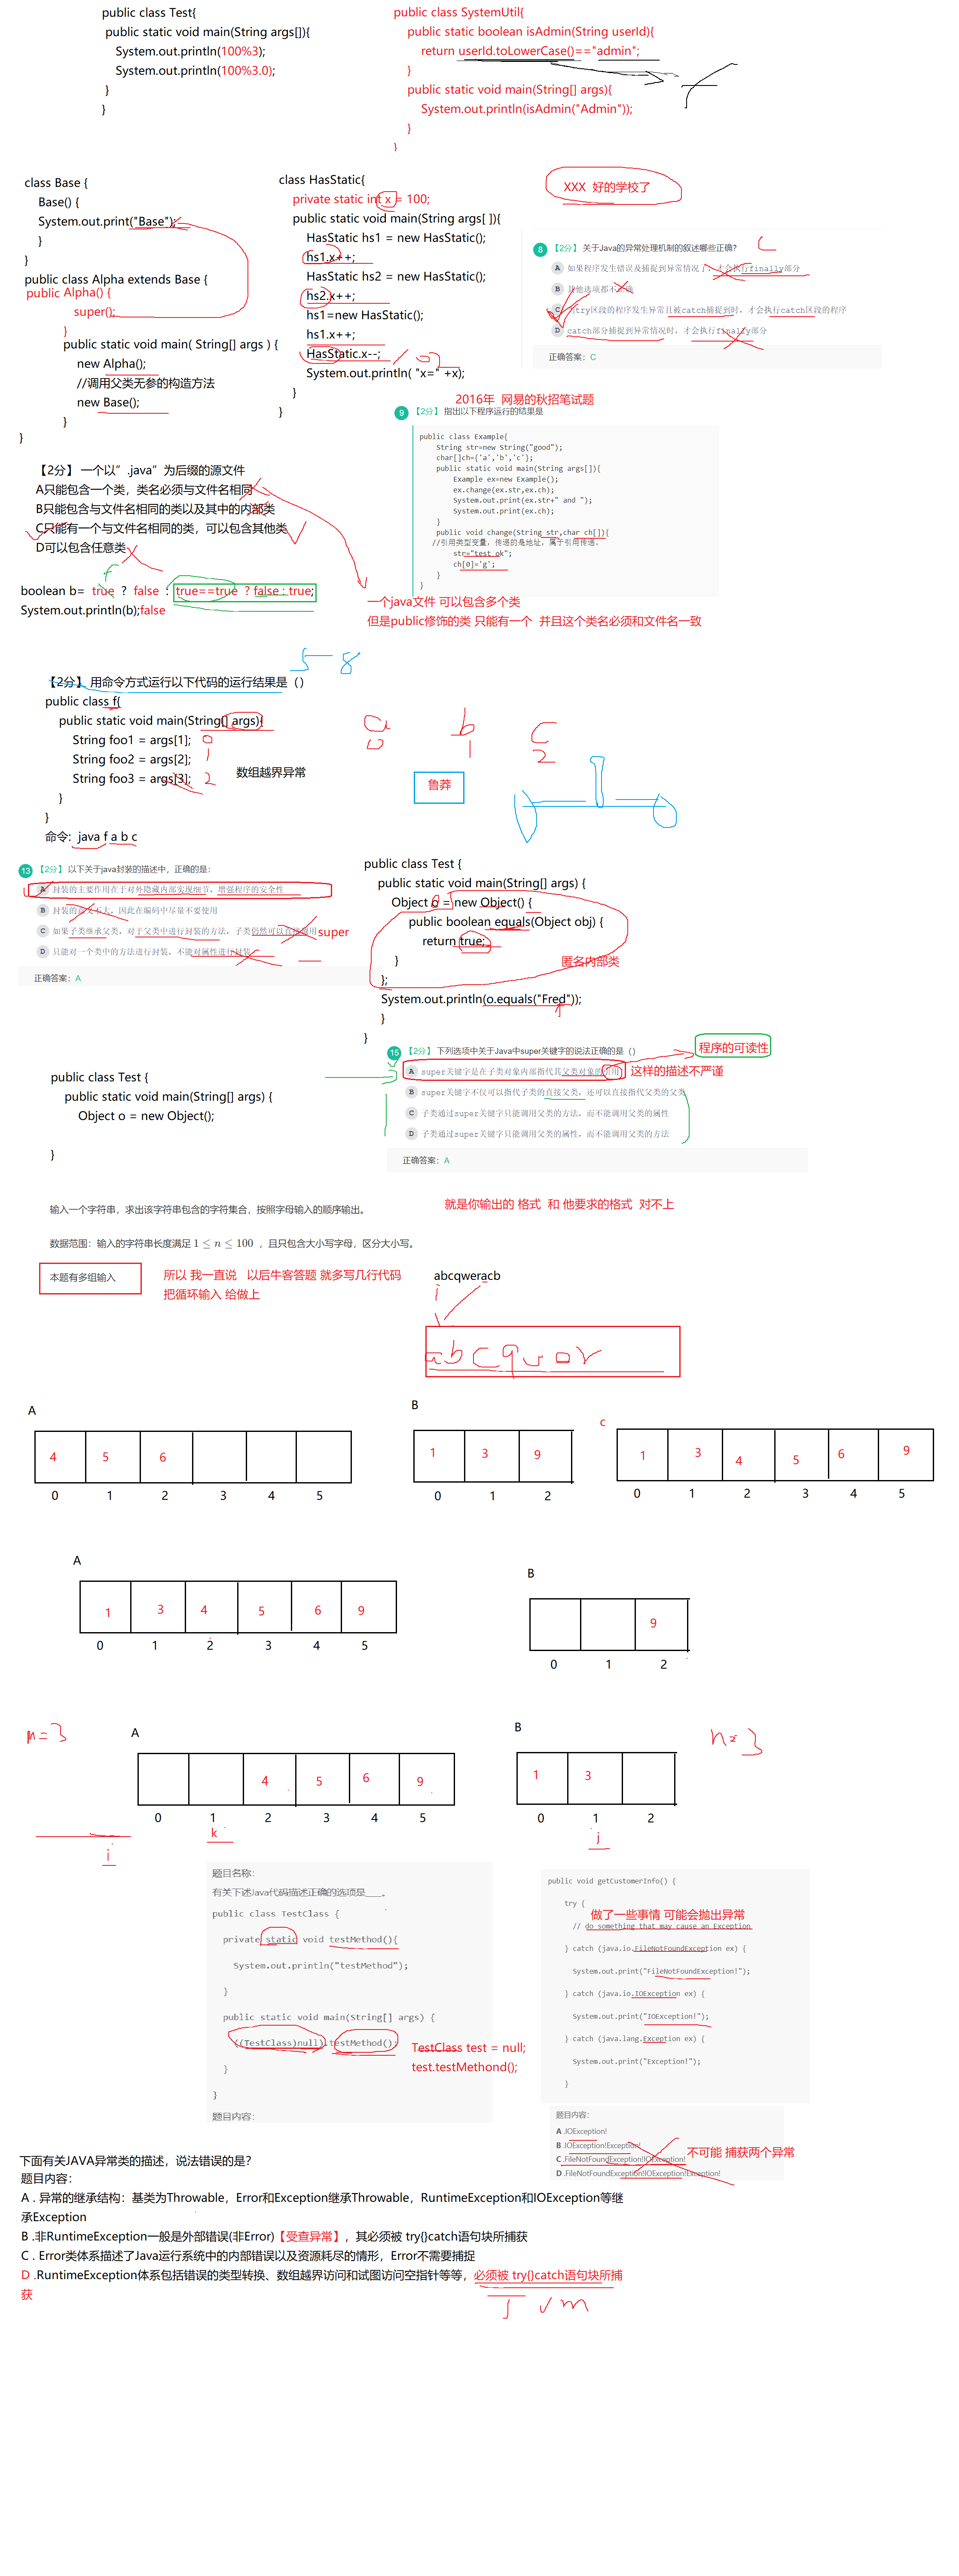 public class Test{
public static void main(String args[]){
System.out.println(100%3);
System.out.println(100%3.0);
}
}
public class SystemUtil{
public static boolean isAdmin(String userId){
return userId.toLowerCase()=="admin";
}
public static void main(String[] args){
System.out.println(isAdmin("Admin"));
}
}
class Base {
Base() {
System.out.print("Base");
}
}
public class Alpha extends Base {
public Alpha() {
super();
}
public static void main( String[] args ) {
new Alpha();
//调用父类无参的构造方法
new Base();
}
}
class HasStatic{
private static int x = 100;
public static void main(String args[ ]){
HasStatic hs1 = new HasStatic();
hs1.x++;
HasStatic hs2 = new HasStatic();
hs2.x++;
hs1=new HasStatic();
hs1.x++;
HasStatic.x--;
System.out.println( "x=" +x);
}
}
XXX 好的学校了
8 【2分】 关于Java的异常处理机制的叙述哪些正确? C
A 如果程序发生错误及捕捉到异常情况了,才会执行finally部分
B 其他选项都不正确
C 当try区段的程序发生异常且被catch捕捉到时,才会执行catch区段的程序
D catch部分捕捉到异常情况时,才会执行finally部分
正确答案: C
2016年 网易的秋招笔试题
9 【2分】 指出以下程序运行的结果是
public class Example{
String str=new String("good");
char[]ch={'a','b','c'};
public static void main(String args[]){
Example ex=new Example();
ex.change(ex.str,ex.ch);
System.out.print(ex.str+" and ");
System.out.print(ex.ch);
}
public void change(String str,char ch[]){
//引用类型变量,传递的是地址,属于引用传递。
str="test ok";
ch[0]='g';
}
}
【2分】 一个以”.java”为后缀的源文件
A只能包含一个类,类名必须与文件名相同
B只能包含与文件名相同的类以及其中的内部类
C只能有一个与文件名相同的类,可以包含其他类
D可以包含任意类
f
boolean b= true ? false : true==true ? false : true;
System.out.println(b);false
一个java文件 可以包含多个类
但是public修饰的类 只能有一个 并且这个类名必须和文件名一致
5 — 8
【2分】 用命令方式运行以下代码的运行结果是 ()
public class f{
public static void main(String[] args){
String foo1 = args[1]; 0
String foo2 = args[2]; 1
String foo3 = args[3]; 2
}
}
命令: java f a b c
数组越界异常
a b c
0 1 2
鲁莽
13 【2分】 以下关于java封装的描述中,正确的是:
A 封装的主要作用在于对外隐藏内部实现细节,增强程序的安全性
B 封装的意义不大,因此在编码中尽量不要使用
C 如果子类继承父类,对于父类中进行封装的方法,子类仍然可以直接调用 super
D 只能对一个类中的方法进行封装,不能对属性进行封装
正确答案: A
public class Test {
public static void main(String[] args) {
Object o = new Object() {
public boolean equals(Object obj) {
return true;
}
};
System.out.println(o.equals("Fred"));
}
}
匿名内部类
public class Test {
public static void main(String[] args) {
Object o = new Object();
}
15 【2分】 下列选项中关于Java中super关键字的说法正确的是 ()
程序的可读性
A super关键字是在子类对象内部指代其父类对象的引用 这样的描述不严谨
B super关键字不仅可以指代子类的直接父类,还可以直接指代父类的父类
C 子类通过super关键字只能调用父类的方法,而不能调用父类的属性
D 子类通过super关键字只能调用父类的属性,而不能调用父类的方法
正确答案: A
就是你输出的 格式 和 他要求的格式 对不上
输入一个字符串,求出该字符串包含的字符集合,按照字母输入的顺序输出。
数据范围: 输入的字符串长度满足 1 ≤ n ≤ 100 ,且只包含大小写字母,区分大小写。
本题有多组输入
所以 我一直说 以后牛客答题 就多写几行代码
把循环输入 给做上
abcqweracb
i
A
4 5 6
0 1 2 3 4 5
B
1 3 9
0 1 2
c
1 3 4 5 6 9
0 1 2 3 4 5
A
1 3 4 5 6 9
0 1 2 3 4 5
B
9
0 1 2
m=3
A
4 5 6 9
0 1 2 3 4 5
k
i
B
1 3
0 1 2
j
n=3
题目名称:
有关下述Java代码描述正确的选项是___。
public class TestClass {
private static void testMethod(){
System.out.println("testMethod");
}
public static void main(String[] args) {
((TestClass)null).testMethod();
}
}
题目内容:
TestClass test = null;
test.testMethond();
public void getCustomerInfo() {
try {
做了一些事情 可能会抛出异常
// do something that may cause an Exception
} catch (java.io.FileNotFoundException ex) {
System.out.print("FileNotFoundException!");
} catch (java.io.IOException ex) {
System.out.print("IOException!");
} catch (java.lang.Exception ex) {
System.out.print("Exception!");
}
题目内容:
A .IOException!
B .IOException!Exception!
C .FileNotFoundException!IOException!
D .FileNotFoundException!IOException!Exception!
不可能 捕获两个异常
下面有关JAVA异常类的描述,说法错误的是?
题目内容:
A . 异常的继承结构: 基类为Throwable, Error和Exception继承Throwable, RuntimeException和IOException等继
承Exception
B .非RuntimeException一般是外部错误(非Error)【受查异常】,其必须被 try{}catch语句块所捕获
C . Error类体系描述了Java运行系统中的内部错误以及资源耗尽的情形,Error不需要捕捉
D .RuntimeException体系包括错误的类型转换、数组越界访问和试图访问空指针等等,必须被 try{}catch语句块所捕
获
J v m